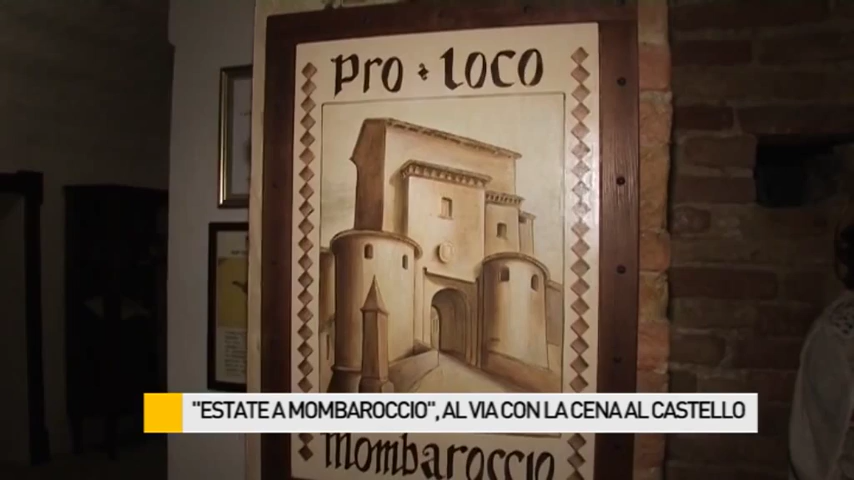 Pro Loco
"ESTATE A MOMBAROCCIO", AL VIA CON LA CENA AL CASTELLO
Mombaroccio